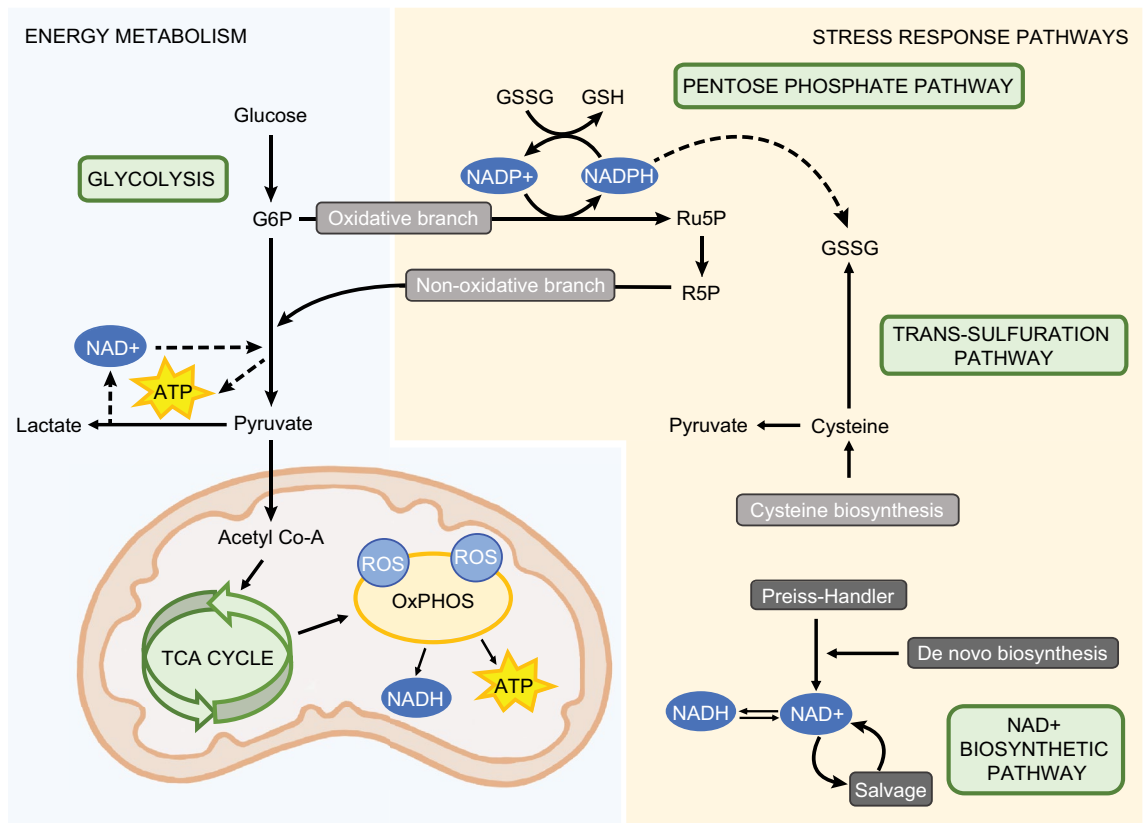 ENERGY METABOLISM
STRESS RESPONSE PATHWAYS
PENTOSE PHOSPHATE PATHWAY
GSSG
GSH
Glucose
GLYCOLYSIS
NADP+
NADPH
G6P
Oxidative branch
Ru5P
GSSG
Non-oxidative branch
R5P
NAD+
ATP
TRANS-SULFURATION
PATHWAY
Lactate
Pyruvate
Pyruvate
Cysteine
Cysteine biosynthesis
Acetyl Co-A
ROS
ROS
OxPHOS
TCA CYCLE
NADH
ATP
Preiss-Handler
De novo biosynthesis
NADH
NAD+
NAD+
BIOSYNTHETIC
PATHWAY
Salvage